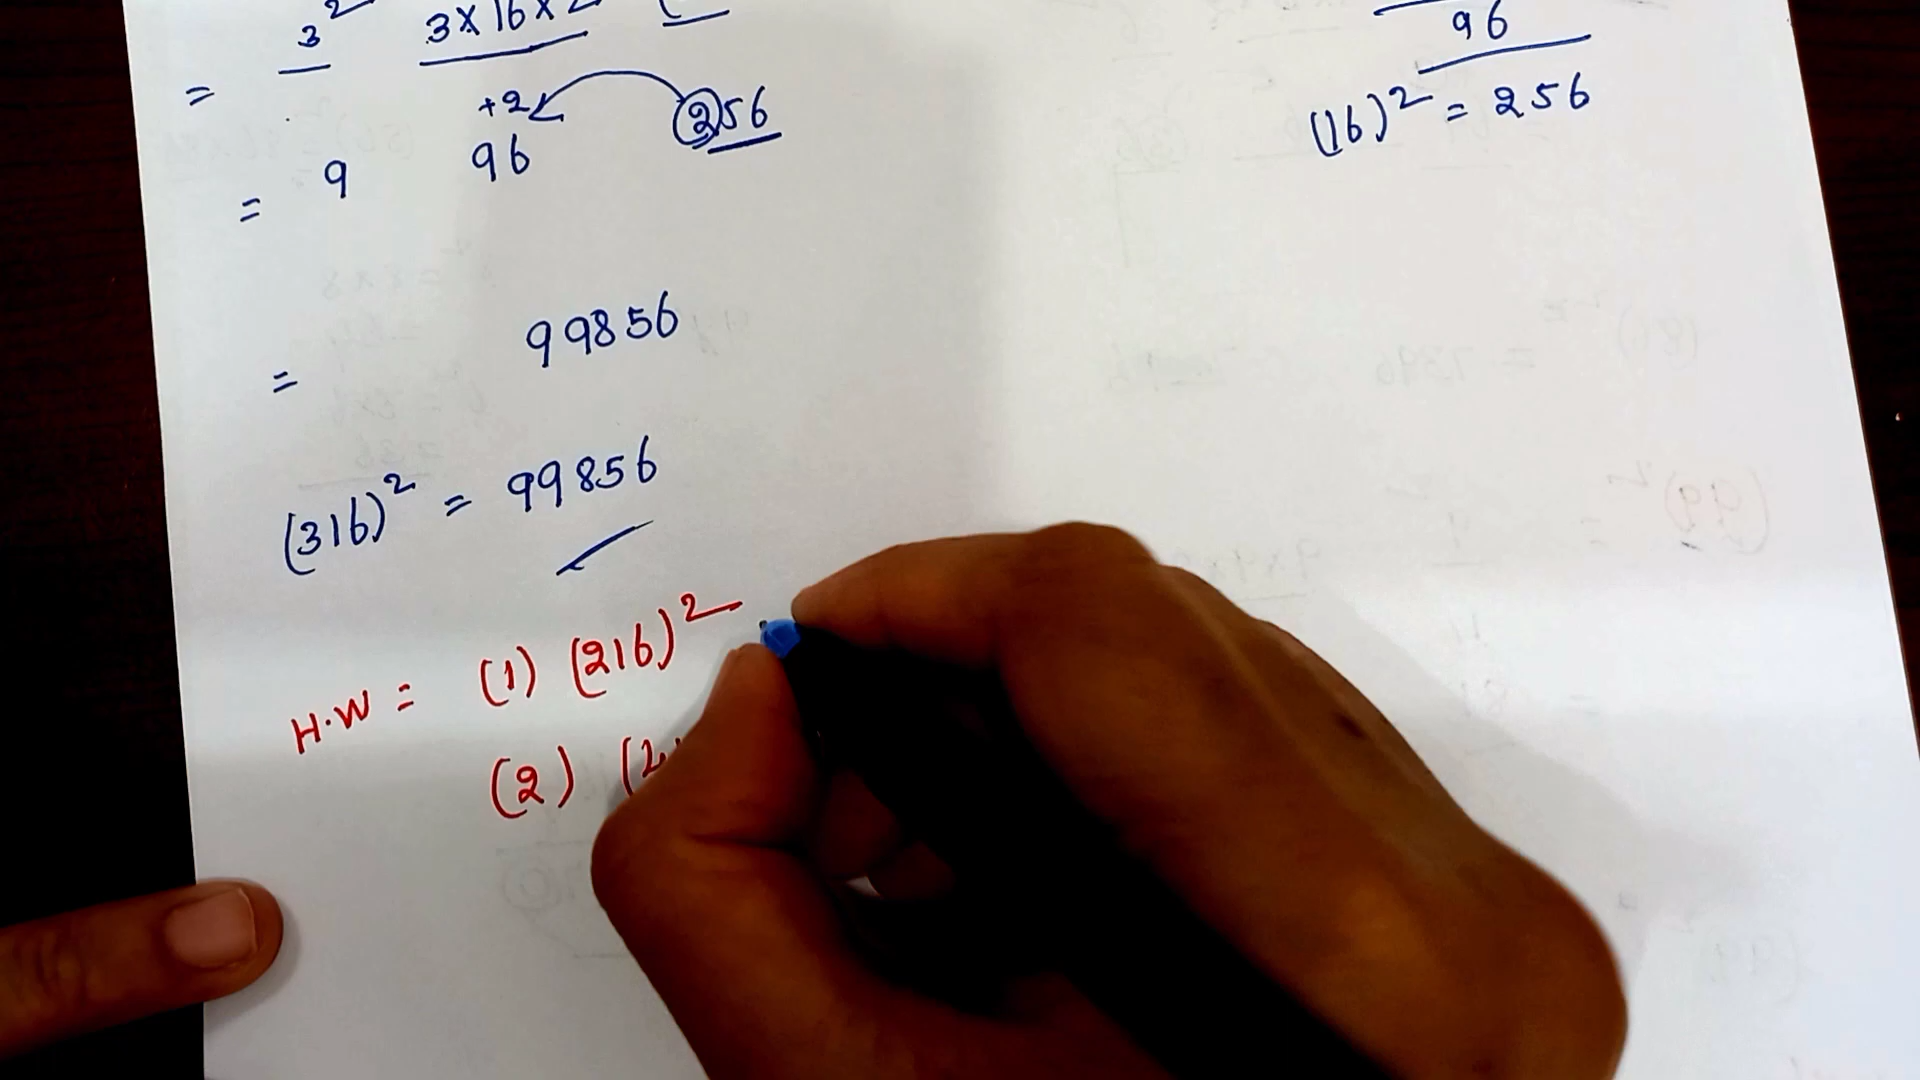 3² 3×16×2
=
+2
96 (16)² = 256
= 9 96 256
= 99856
(316)² = 99856
H.W = (1) (216)²
(2) (